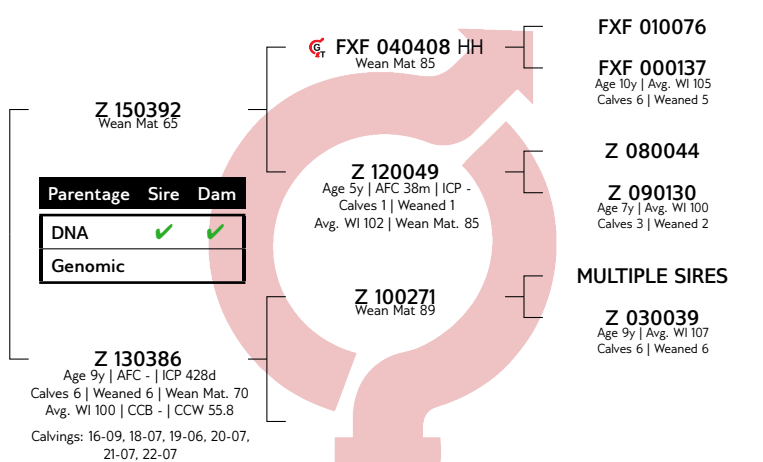 FXF 010076
GT FXF 040408 HH
Wean Mat 85
FXF 000137
Age 10y | Avg. WI 105
Calves 6 | Weaned 5
Z 150392
Wean Mat 65
Z 080044
Z 120049
Age 5y | AFC 38m | ICP -
Calves 1 | Weaned 1
Avg. WI 102 | Wean Mat. 85
Z 090130
Age 7y | Avg. WI 100
Calves 3 | Weaned 2
Parentage Sire Dam
DNA ✔ ✔
Genomic
MULTIPLE SIRES
Z 100271
Wean Mat 89
Z 030039
Age 9y | Avg. WI 107
Calves 6 | Weaned 6
Z 130386
Age 9y | AFC - | ICP 428d
Calves 6 | Weaned 6 | Wean Mat. 70
Avg. WI 100 | CCB - | CCW 55.8
Calvings: 16-09, 18-07, 19-06, 20-07,
21-07, 22-07